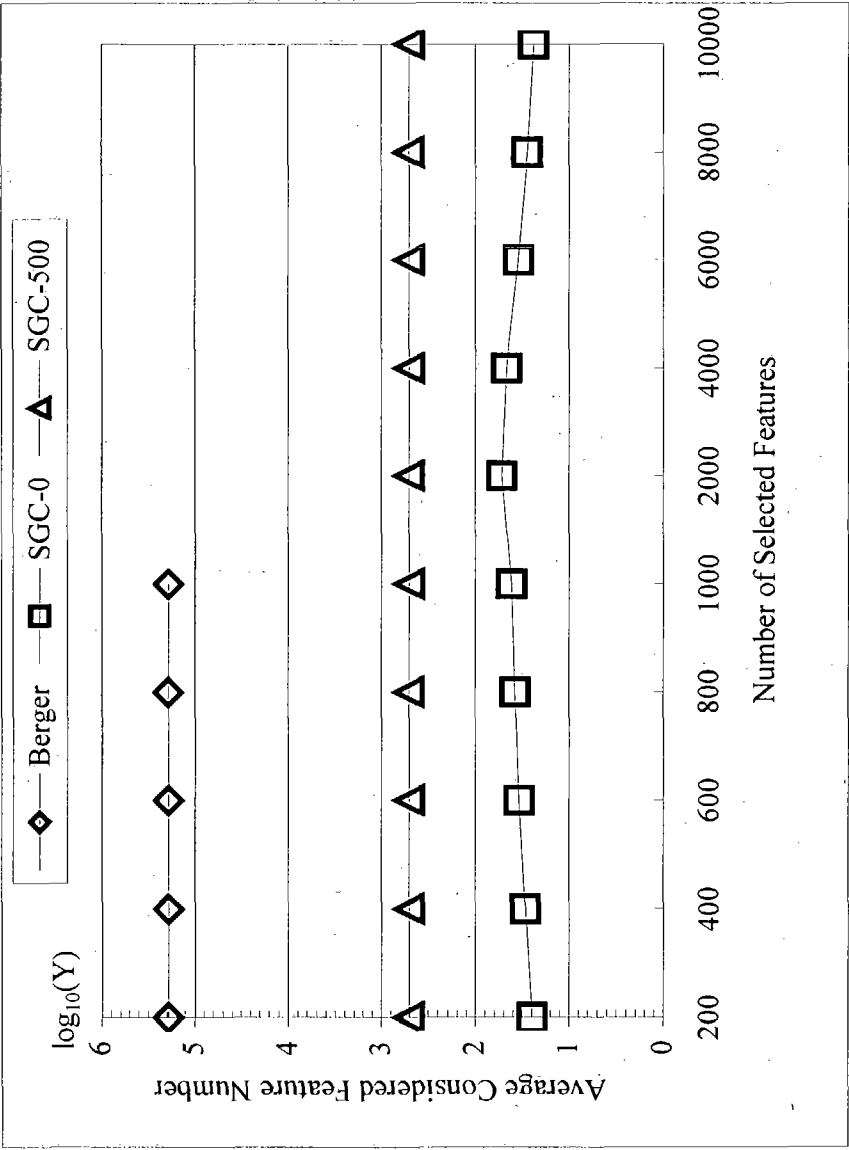 Berger SGC-0 SGC-500
log₁₀(Y)
6
5
4
3
2
1
0
Average Considered Feature Number
200 400 600 800 1000 2000 4000 6000 8000 10000
Number of Selected Features